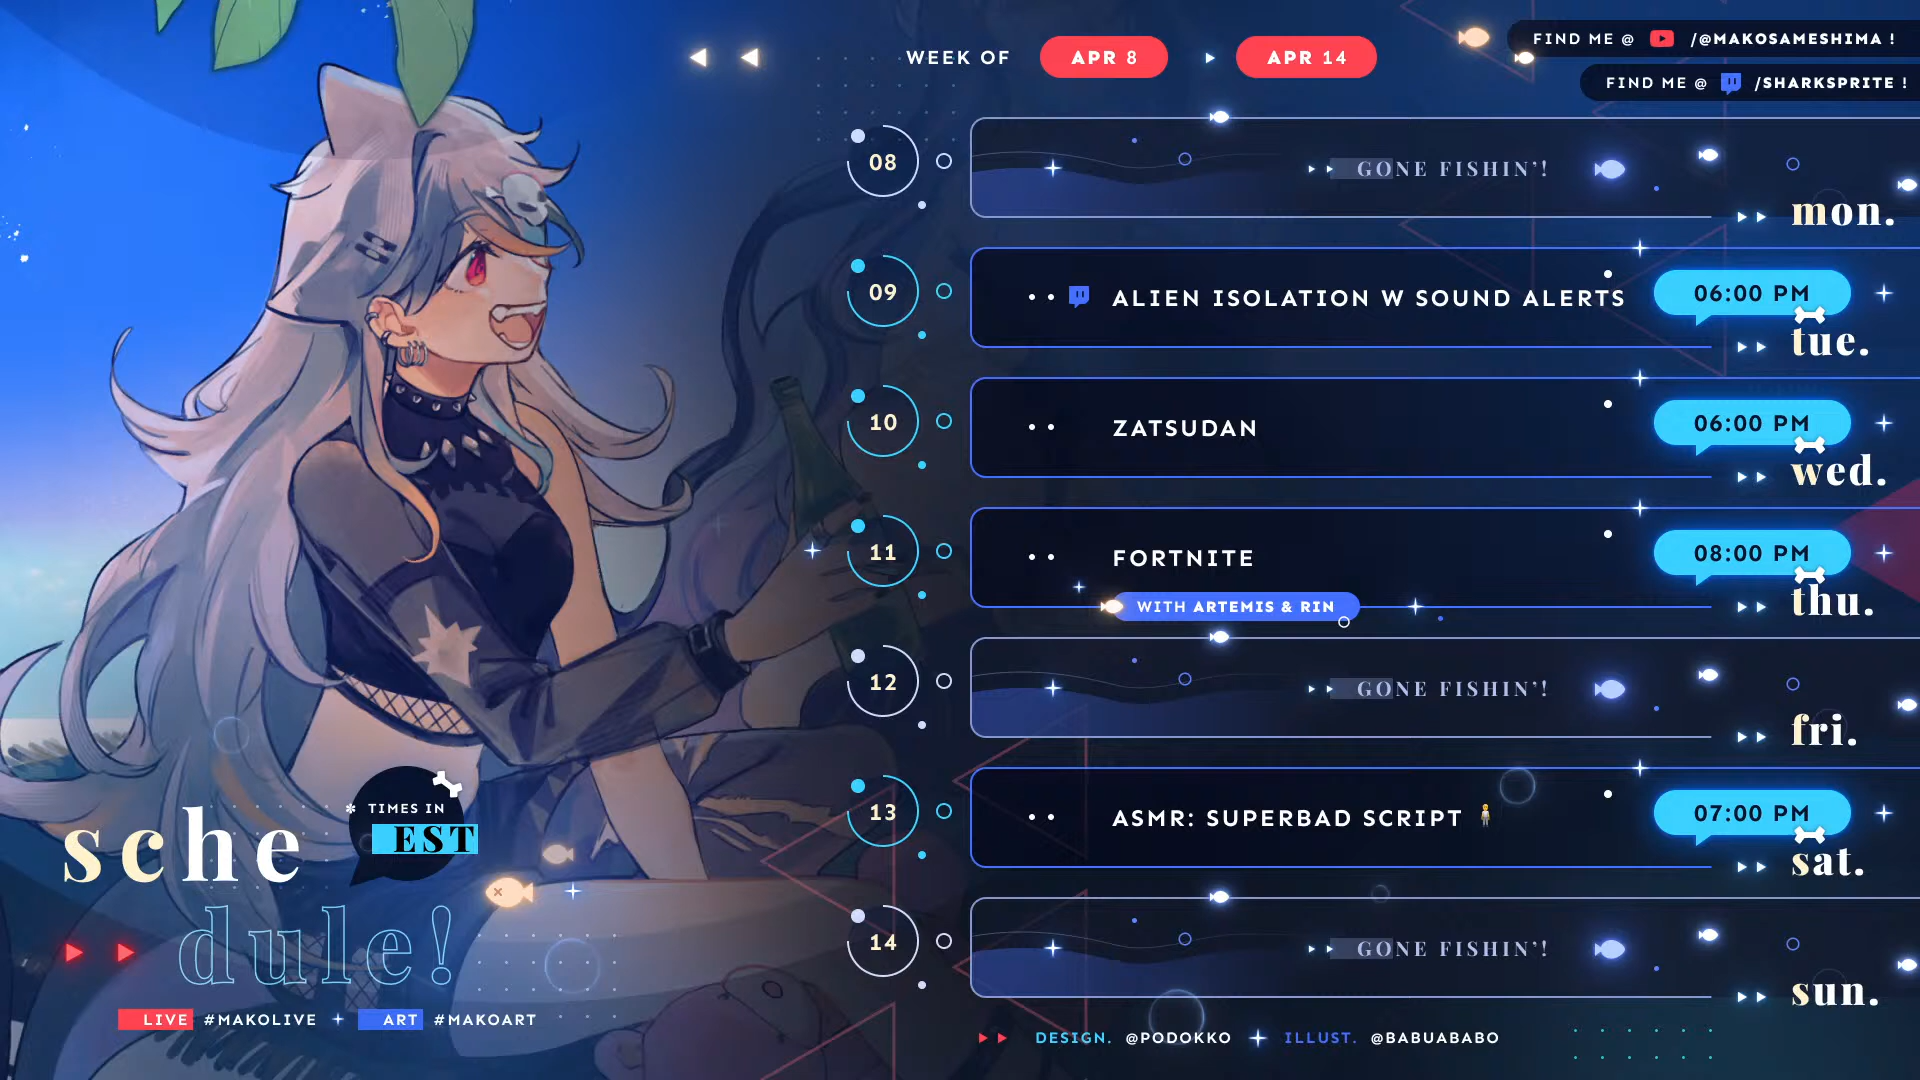 WEEK OF APR 8 APR 14
FIND ME @ /@MAKOSAMESHIMA !
FIND ME @ /SHARKSPRITE !
08 GONE FISHIN'! mon.
09 ALIEN ISOLATION W SOUND ALERTS 06:00 PM tue.
10 ZATSUDAN 06:00 PM wed.
11 FORTNITE 08:00 PM thu.
WITH ARTEMIS & RIN
12 GONE FISHIN'! fri.
13 ASMR: SUPERBAD SCRIPT 07:00 PM sat.
14 GONE FISHIN'! sun.
sche
dule!
* TIMES IN
EST
LIVE #MAKOLIVE ART #MAKOART
DESIGN. @PODOKKO ILLUST. @BABUABABO